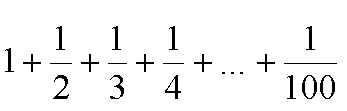 1 + 1/2 + 1/3 + 1/4 + ... + 1/100